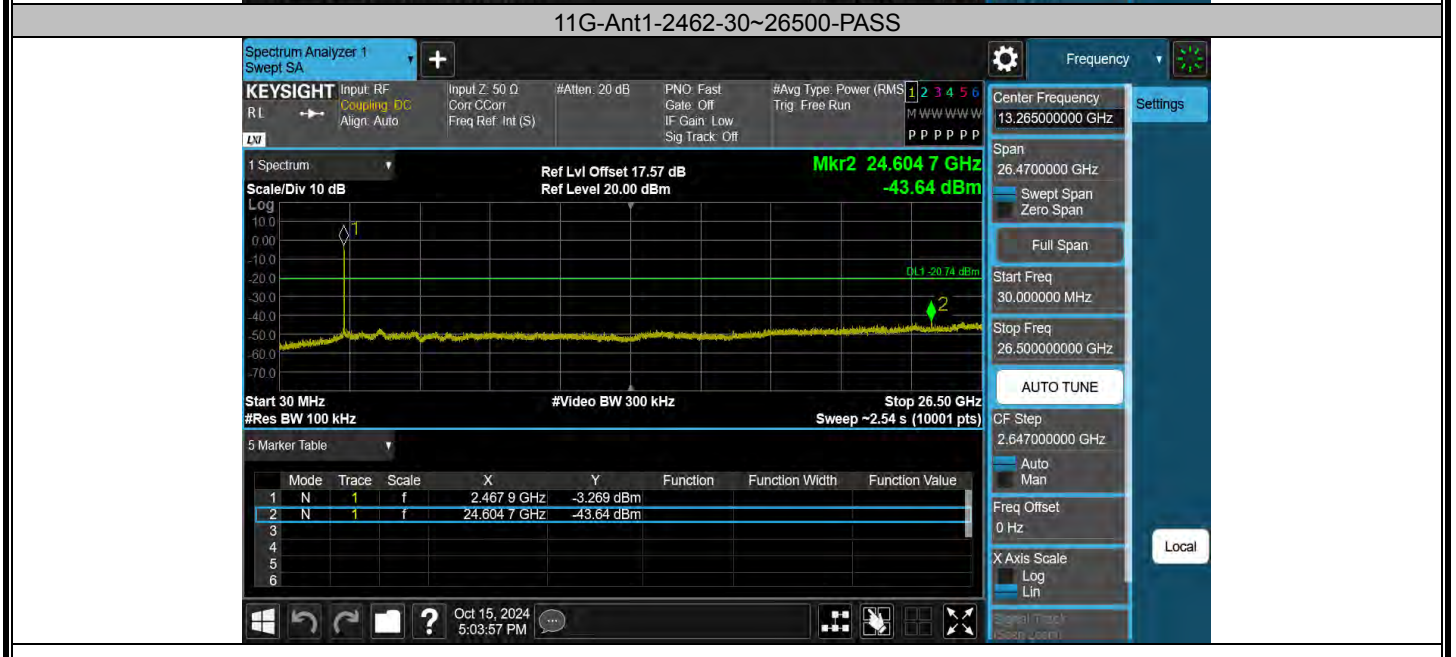 11G-Ant1-2462-30~26500-PASS
Spectrum Analyzer 1
Swept SA
+
Frequency
KEYSIGHT
RL
LXI
Input: RF
Coupling: DC
Align: Auto
Input Z: 50 Ω
Corr CCorr
Freq Ref: Int (S)
#Atten: 20 dB
PNO: Fast
Gate: Off
IF Gain: Low
Sig Track: Off
#Avg Type: Power (RMS
Trig: Free Run
1 2 3 4 5 6
M W W W W W
P P P P P P
1 Spectrum
Scale/Div 10 dB
Log
Ref Lvl Offset 17.57 dB
Ref Level 20.00 dBm
Mkr2 24.604 7 GHz
-43.64 dBm
10.0
0.00
-10.0
-20.0
-30.0
-40.0
-50.0
-60.0
-70.0
1
DL1 -20.74 dBm
2
Start 30 MHz
#Res BW 100 kHz
#Video BW 300 kHz
Stop 26.50 GHz
Sweep ~2.54 s (10001 pts)
5 Marker Table
Mode Trace Scale X Y Function Function Width Function Value
1 N 1 f 2.467 9 GHz -3.269 dBm
2 N 1 f 24.604 7 GHz -43.64 dBm
3
4
5
6
Oct 15, 2024
5:03:57 PM
?
Center Frequency
13.265000000 GHz
Settings
Span
26.4700000 GHz
Swept Span
Zero Span
Full Span
Start Freq
30.000000 MHz
Stop Freq
26.500000000 GHz
AUTO TUNE
CF Step
2.647000000 GHz
Auto
Man
Freq Offset
0 Hz
X Axis Scale
Log
Lin
Local
Signal Track
(Span Zoom)